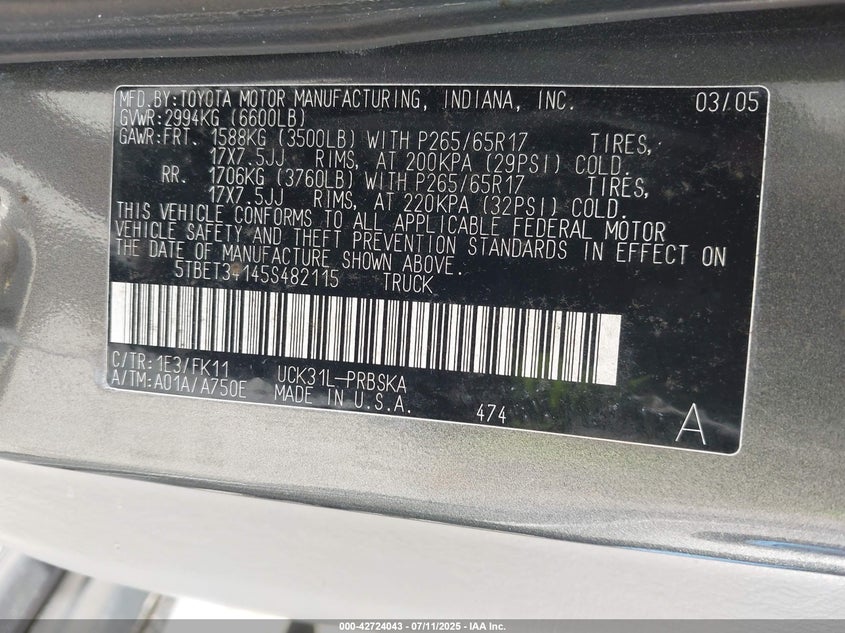 MFD.BY:TOYOTA MOTOR MANUFACTURING, INDIANA, INC. 03/05
GVWR:2994KG (6600LB)
GAWR:FRT. 1588KG (3500LB) WITH P265/65R17 TIRES,
17X7.5JJ RIMS, AT 200KPA (29PSI) COLD.
RR. 1706KG (3760LB) WITH P265/65R17 TIRES,
17X7.5JJ RIMS, AT 220KPA (32PSI) COLD.
THIS VEHICLE CONFORMS TO ALL APPLICABLE FEDERAL MOTOR
VEHICLE SAFETY AND THEFT PREVENTION STANDARDS IN EFFECT ON
THE DATE OF MANUFACTURE SHOWN ABOVE.
TRUCK
C/TR:1E3/FK11 UCK31L-PRBSKA
A/TM:A01A/A750E MADE IN U.S.A. 474 A
000-42724043 - 07/11/2025 - IAA Inc.